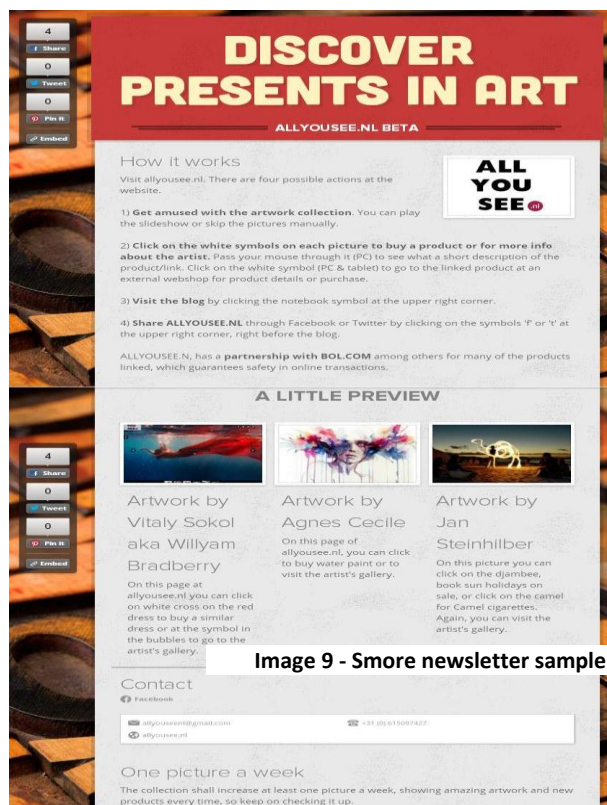 4
Share
0
Tweet
0
Pin it
Embed
DISCOVER
PRESENTS IN ART
ALLYOUSEE.NL BETA
How it works
Visit allyousee.nl. There are four possible actions at the
website.
ALL
YOU
SEE .nl
1) Get amused with the artwork collection. You can play
the slideshow or skip the pictures manually.
2) Click on the white symbols on each picture to buy a product or for more info
about the artist. Pass your mouse through it (PC) to see what a short description of the
product/link. Click on the white symbol (PC & tablet) to go to the linked product at an
external webshop for product details or purchase.
3) Visit the blog by clicking the notebook symbol at the upper right corner.
4) Share ALLYOUSEE.NL through Facebook or Twitter by clicking on the symbols 'f' or 't' at
the upper right corner, right before the blog.
ALLYOUSEE.N, has a partnership with BOL.COM among others for many of the products
linked, which guarantees safety in online transactions.
A LITTLE PREVIEW
4
Share
0
Tweet
0
Pin it
Embed
Artwork by
Vitaly Sokol
aka Willyam
Bradberry
On this page at
allyousee.nl you can click
on white cross on the red
dress to buy a similar
dress or at the symbol in
the bubbles to go to the
artist's gallery.
Artwork by
Agnes Cecile
On this page of
allyousee.nl, you can click
to buy water paint or to
visit the artist's gallery.
Artwork by
Jan
Steinhilber
On this picture you can
click on the djambee,
book sun holidays on
sale, or click on the camel
for Camel cigarettes.
Again, you can visit the
artist's gallery.
Image 9 - Smore newsletter sample
Contact
Facebook
allyouseenl@gmail.com
+31 (0) 615097427
allyousee.nl
One picture a week
The collection shall increase at least one picture a week, showing amazing artwork and new
products every time, so keep on checking it up.